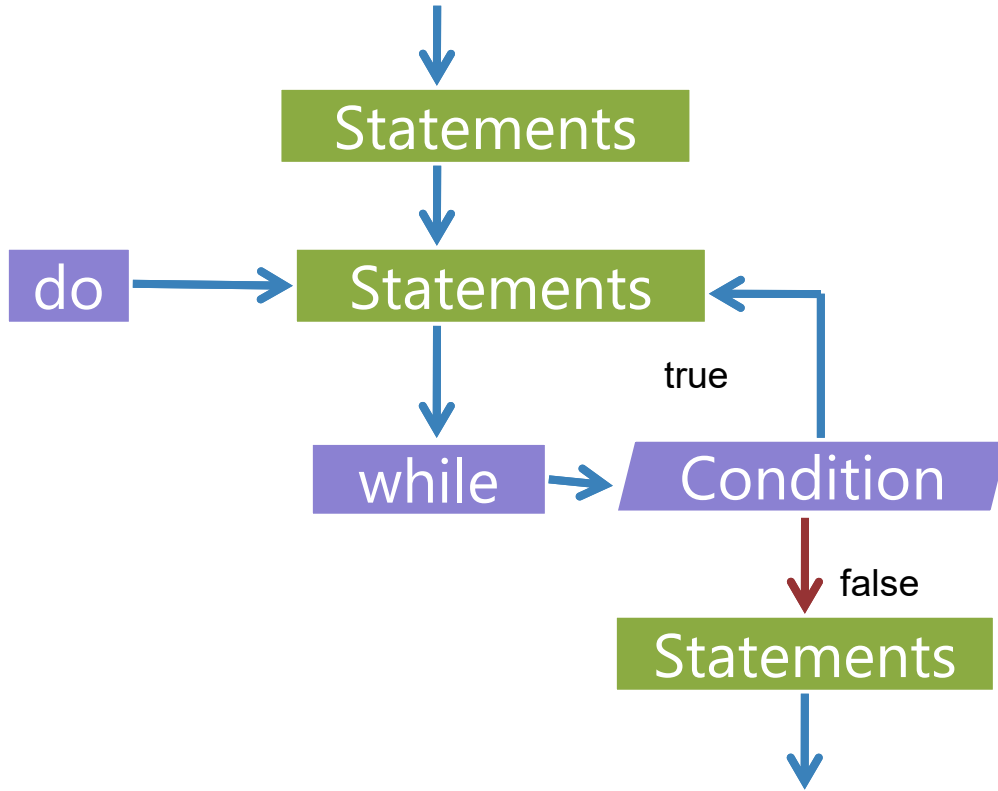 Statements
do
Statements
true
while
Condition
false
Statements